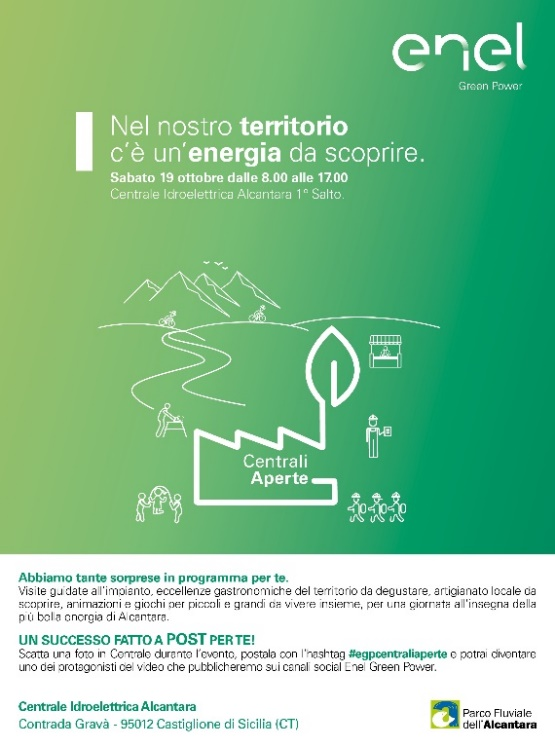 enel
Green Power
Nel nostro territorio
c'è un'energia da scoprire.
Sabato 19 ottobre dalle 8.00 alle 17.00
Centrale Idroelettrica Alcantara 1° Salto.
Centrali
Aperte
Abbiamo tante sorprese in programma per te.
Visite guidate all'impianto, eccellenze gastronomiche del territorio da degustare, artigianato locale da
scoprire, animazioni e giochi per piccoli e grandi da vivere insieme, per una giornata all'insegna della
più bella energia di Alcantara.
UN SUCCESSO FATTO A POST PER TE!
Scatta una foto in Centrale durante l'evento, postala con l'hashtag #egpcentraliaperte e potrai diventare
uno dei protagonisti del video che pubblicheremo sui canali social Enel Green Power.
Centrale Idroelettrica Alcantara
Contrada Gravà - 95012 Castiglione di Sicilia (CT)
Parco Fluviale
dell'Alcantara